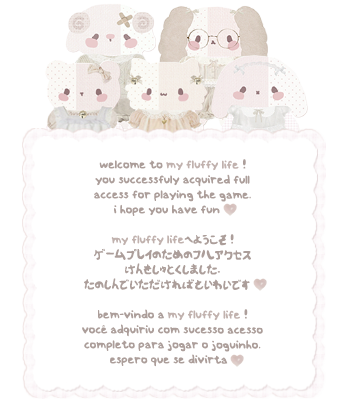 welcome to my fluffy life !
you successfuly acquired full
access for playing the game.
i hope you have fun
my fluffy lifeへようこそ !
ゲームプレイのためのフルアクセス
けんきしゅとくしました.
たのしんでいただければさいわいです
bem-vindo a my fluffy life !
você adquiriu com sucesso acesso
completo para jogar o joguinho.
espero que se divirta